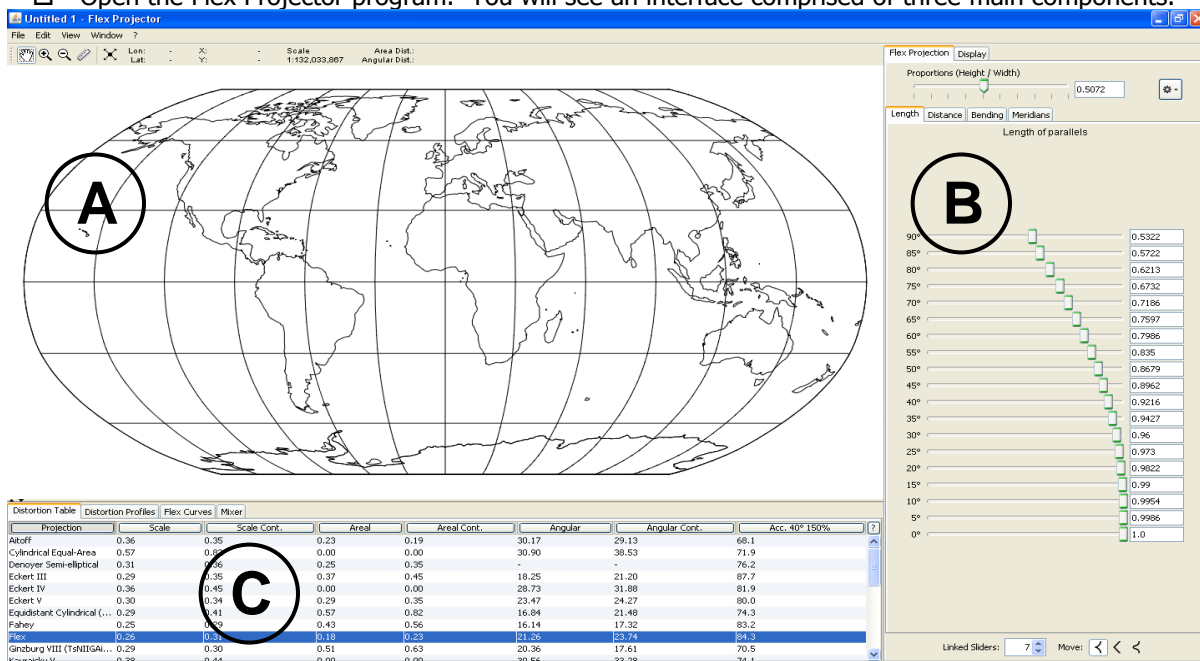 Open the Flex Projector program. You will see an interface comprised of three main components.
Untitled 1 - Flex Projector
File Edit View Window ?
Lon: - X: - Scale Area Dist.:
Lat: - Y: - 1:132,033,867 Angular Dist.:
Flex Projection Display
Proportions (Height / Width)
0.5072
Length Distance Bending Meridians
Length of parallels
A
B
90° 0.5322
85° 0.5722
80° 0.6213
75° 0.6732
70° 0.7186
65° 0.7597
60° 0.7986
55° 0.835
50° 0.8679
45° 0.8962
40° 0.9216
35° 0.9427
30° 0.96
25° 0.973
20° 0.9822
15° 0.99
10° 0.9954
5° 0.9986
0° 1.0
Linked Sliders: 7 Move:
Distortion Table Distortion Profiles Flex Curves Mixer
Projection Scale Scale Cont. Areal Areal Cont. Angular Angular Cont. Acc. 40° 150% ?
Aitoff 0.36 0.35 0.23 0.19 30.17 29.13 68.1
Cylindrical Equal-Area 0.57 0.00 0.00 30.90 38.53 71.9
Denoyer Semi-elliptical 0.31 0.25 0.35 - - 76.2
Eckert III 0.29 0.35 0.37 0.45 18.25 21.20 87.7
Eckert IV 0.36 0.45 0.00 0.00 28.73 31.88 81.9
Eckert V 0.30 0.34 0.29 0.35 23.47 24.27 80.0
Equidistant Cylindrical (... 0.29 0.41 0.57 0.82 16.84 21.48 74.3
Fahey 0.25 0.43 0.56 16.14 17.32 83.2
Flex 0.26 0.31 0.18 0.23 21.26 23.74 84.3
Ginzburg VIII (TsNIIGAi... 0.29 0.30 0.51 0.63 20.36 17.61 70.5
C